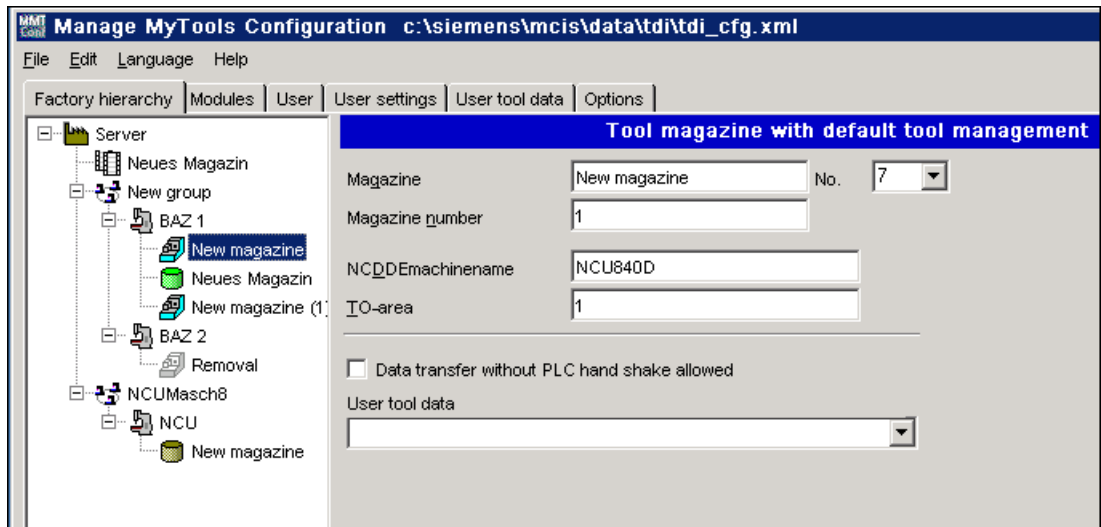 MMT Conf Manage MyTools Configuration c:\siemens\mcis\data\tdi\tdi_cfg.xml
File Edit Language Help
Factory hierarchy Modules User User settings User tool data Options
Server
Neues Magazin
New group
BAZ 1
New magazine
Neues Magazin
New magazine (1
BAZ 2
Removal
NCUMasch8
NCU
New magazine
Tool magazine with default tool management
Magazine New magazine No. 7
Magazine number 1
NCDDEmachinename NCU840D
TO-area 1
Data transfer without PLC hand shake allowed
User tool data